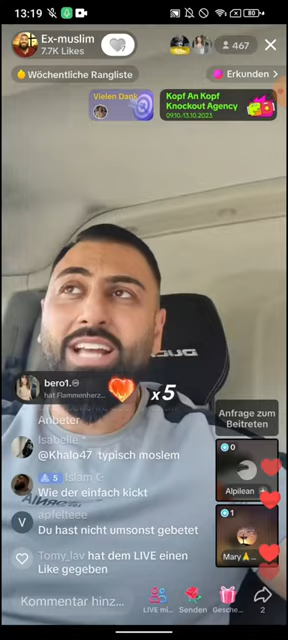 13:19
80
Ex-muslim
7.7K Likes
467
Wöchentliche Rangliste
Erkunden >
Vielen Dank
Kopf An Kopf
Knockout Agency
09.10.-13.10.2023
bero1.
hat Flammenherz...
x5
Anbeter
Isabelle
@Khalo47 typisch moslem
5 Islam
Wie der einfach kickt
V
Du hast nicht umsonst gebetet
Tomy_lav hat dem LIVE einen
Like gegeben
Anfrage zum
Beitreten
0
Alpilean +
1
Mary
Kommentar hinz...
LIVE mi...
Senden
Gesche...
2